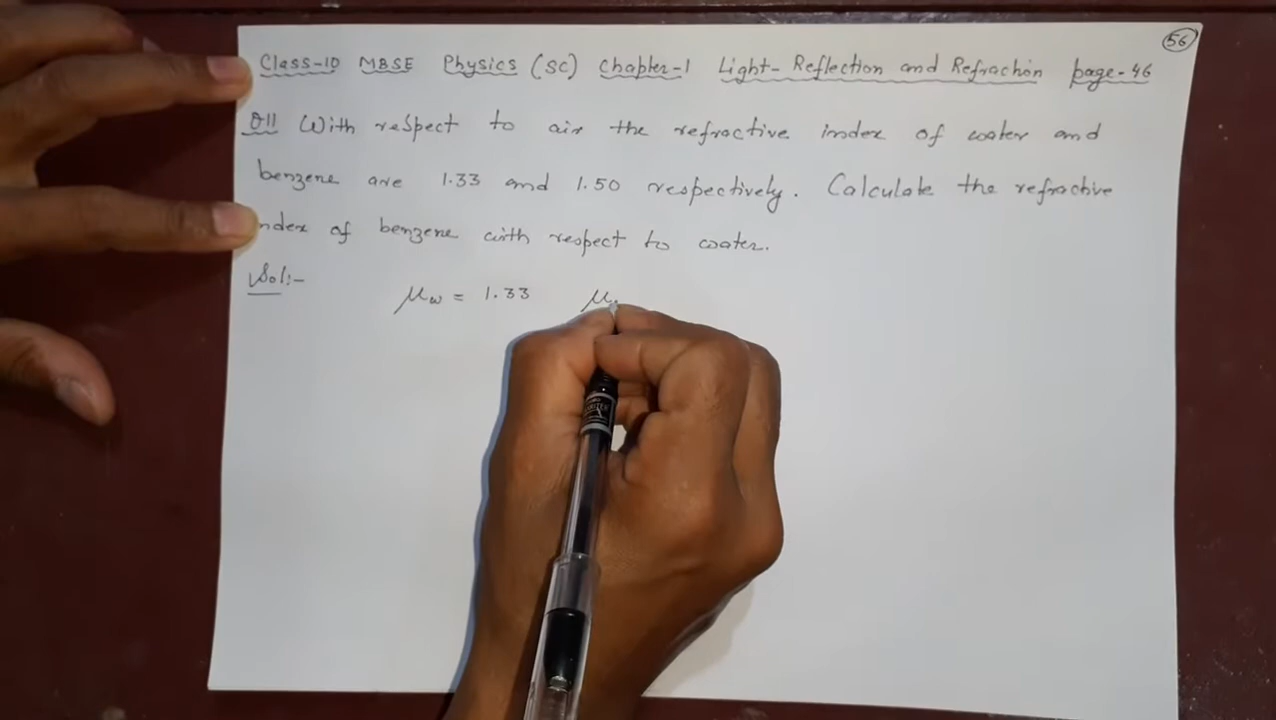 56
Class-10 MBSE Physics (SC) Chapter-1 Light-Reflection and Refraction page-46
Q11 With respect to air the refractive index of water and
benzene are 1.33 and 1.50 respectively. Calculate the refractive
index of benzene with respect to water.
Sol:-
μw = 1.33 μ